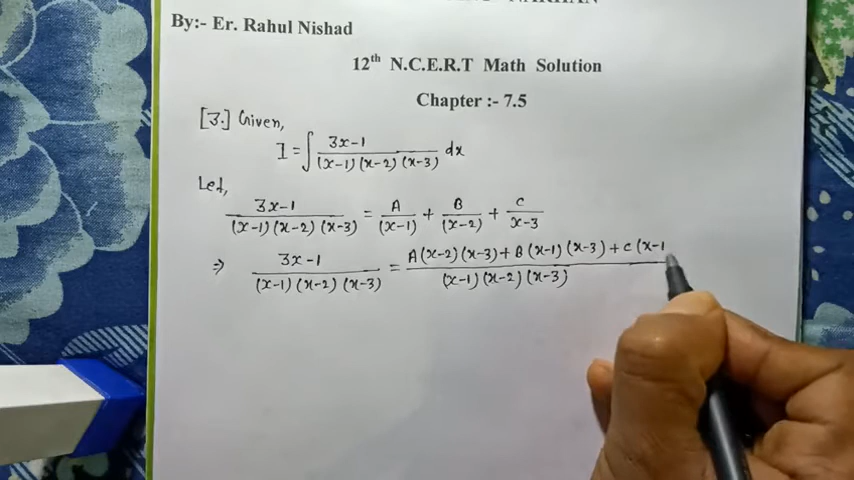 By:- Er. Rahul Nishad
12th N.C.E.R.T Math Solution
Chapter :- 7.5
[3.] Given,
I = ∫ (3x-1)/((x-1)(x-2)(x-3)) dx
Let,
(3x-1)/((x-1)(x-2)(x-3)) = A/(x-1) + B/(x-2) + C/(x-3)
⇒ (3x-1)/((x-1)(x-2)(x-3)) = (A(x-2)(x-3)+B(x-1)(x-3)+C(x-1)/((x-1)(x-2)(x-3))